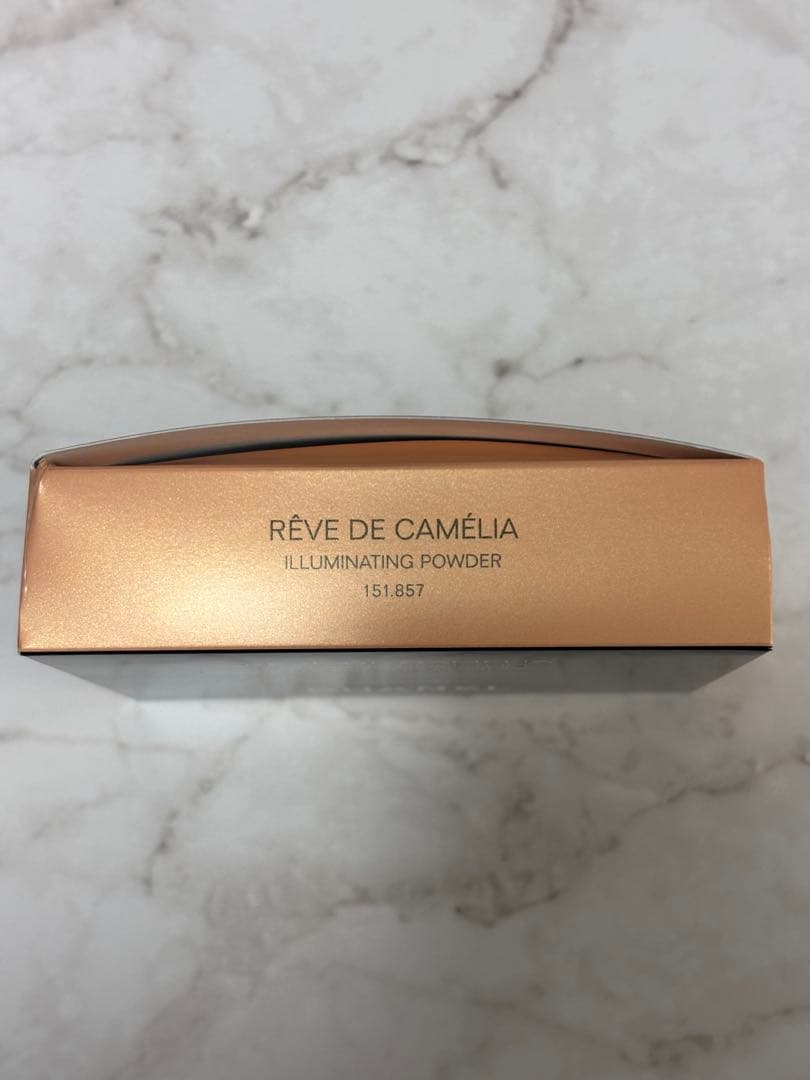 RÊVE DE CAMÉLIA
ILLUMINATING POWDER
151.857